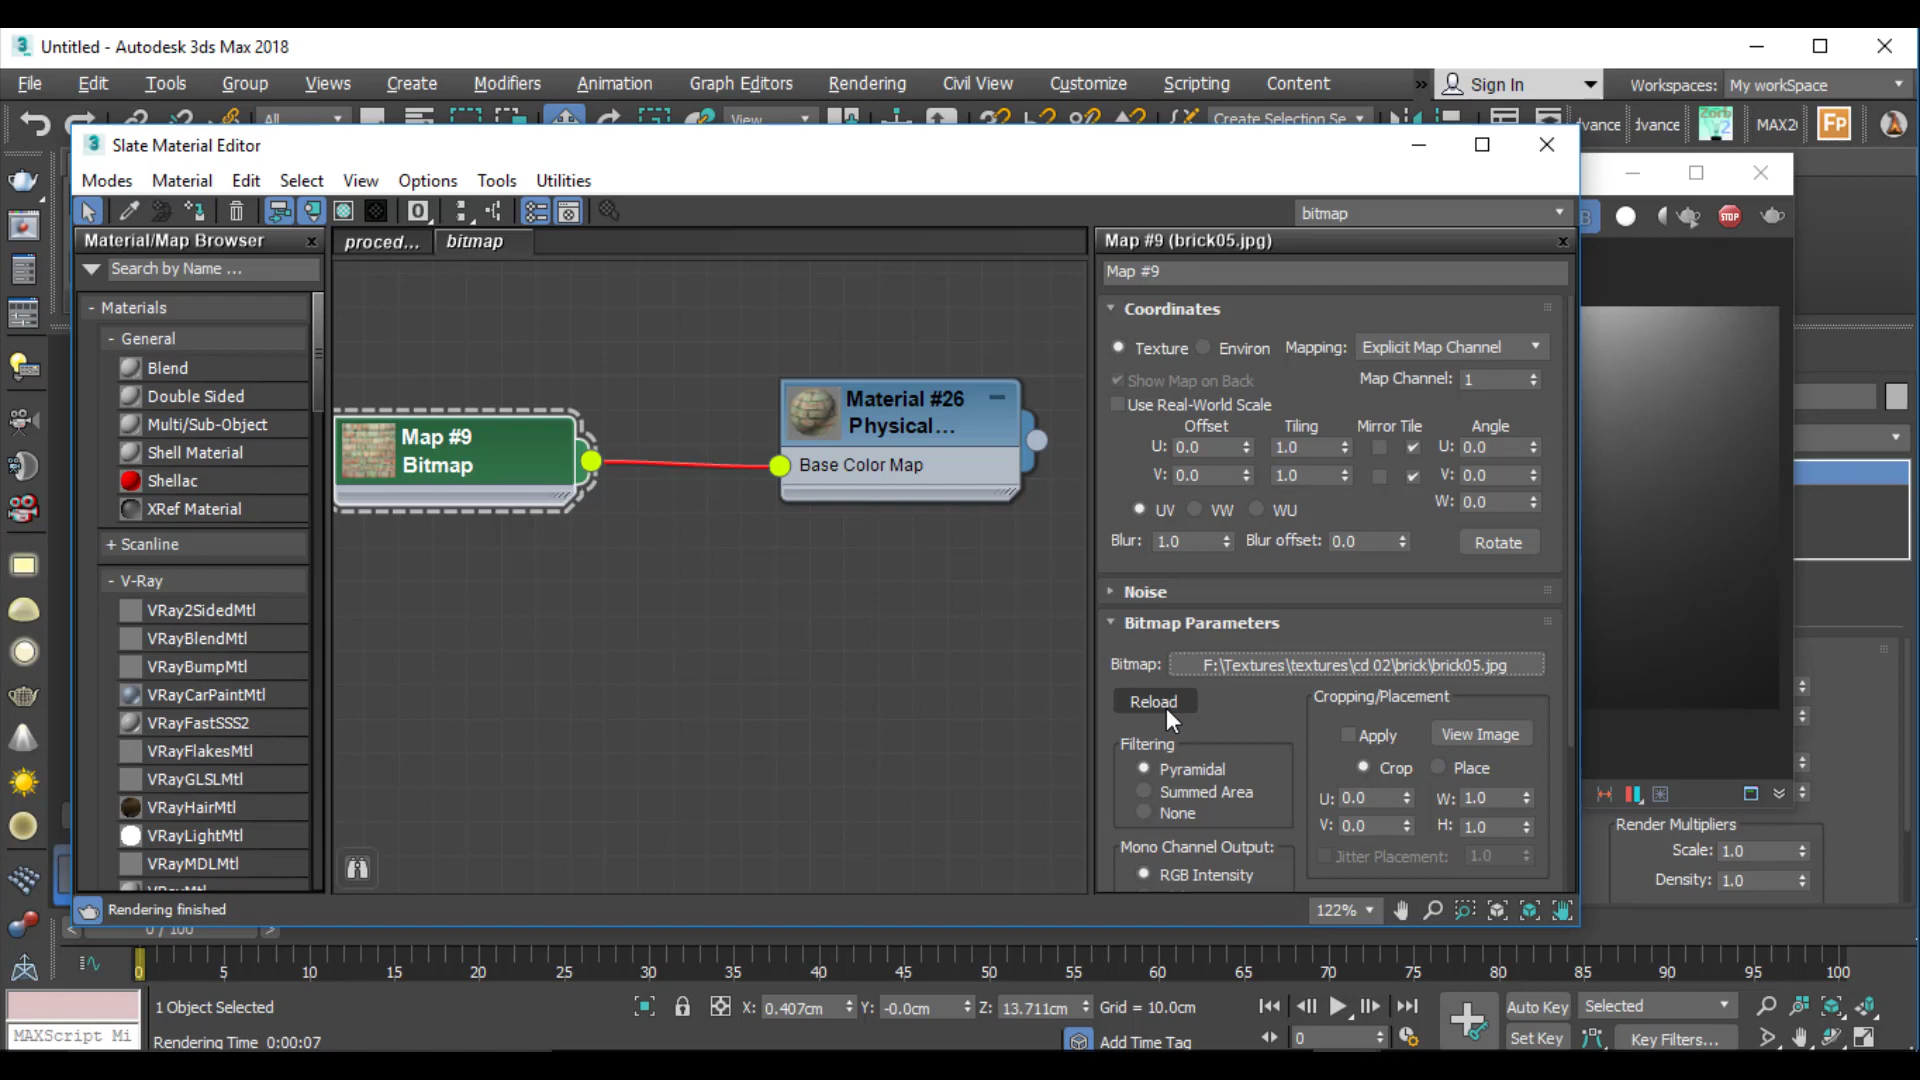 Untitled - Autodesk 3ds Max 2018
File Edit Tools Group Views Create Modifiers Animation Graph Editors Rendering Civil View Customize Scripting Content » Sign In Workspaces: My workSpace
All View Create Selection Se
Advance Advance MAX2 Fp
Slate Material Editor
Modes Material Edit Select View Options Tools Utilities
bitmap
Material/Map Browser
Search by Name ...
- Materials
- General
Blend
Double Sided
Multi/Sub-Object
Shell Material
Shellac
XRef Material
+ Scanline
- V-Ray
VRay2SidedMtl
VRayBlendMtl
VRayBumpMtl
VRayCarPaintMtl
VRayFastSSS2
VRayFlakesMtl
VRayGLSLMtl
VRayHairMtl
VRayLightMtl
VRayMDLMtl
VRayMtl
proced... bitmap
Map #9
Bitmap
Material #26
Physical...
Base Color Map
Map #9 (brick05.jpg)
Map #9
Coordinates
Texture Environ Mapping: Explicit Map Channel
Show Map on Back Map Channel: 1
Use Real-World Scale
Offset Tiling Mirror Tile Angle
U: 0.0 1.0 U: 0.0
V: 0.0 1.0 V: 0.0
W: 0.0
UV VW WU
Blur: 1.0 Blur offset: 0.0 Rotate
Noise
Bitmap Parameters
Bitmap: F:\Textures\textures\cd 02\brick\brick05.jpg
Reload
Cropping/Placement
Apply View Image
Crop Place
U: 0.0 W: 1.0
V: 0.0 H: 1.0
Jitter Placement: 1.0
Filtering
Pyramidal
Summed Area
None
Mono Channel Output:
RGB Intensity
STOP
Render Multipliers
Scale: 1.0
Density: 1.0
Rendering finished
122%
< 0 / 100 >
0 5 10 15 20 25 30 35 40 45 50 55 60 65 70 75 80 85 90 95 100
1 Object Selected X: 0.407cm Y: -0.0cm Z: 13.711cm Grid = 10.0cm Auto Key Selected
MAXScript Mi Rendering Time 0:00:07 Add Time Tag 0 Set Key Key Filters...